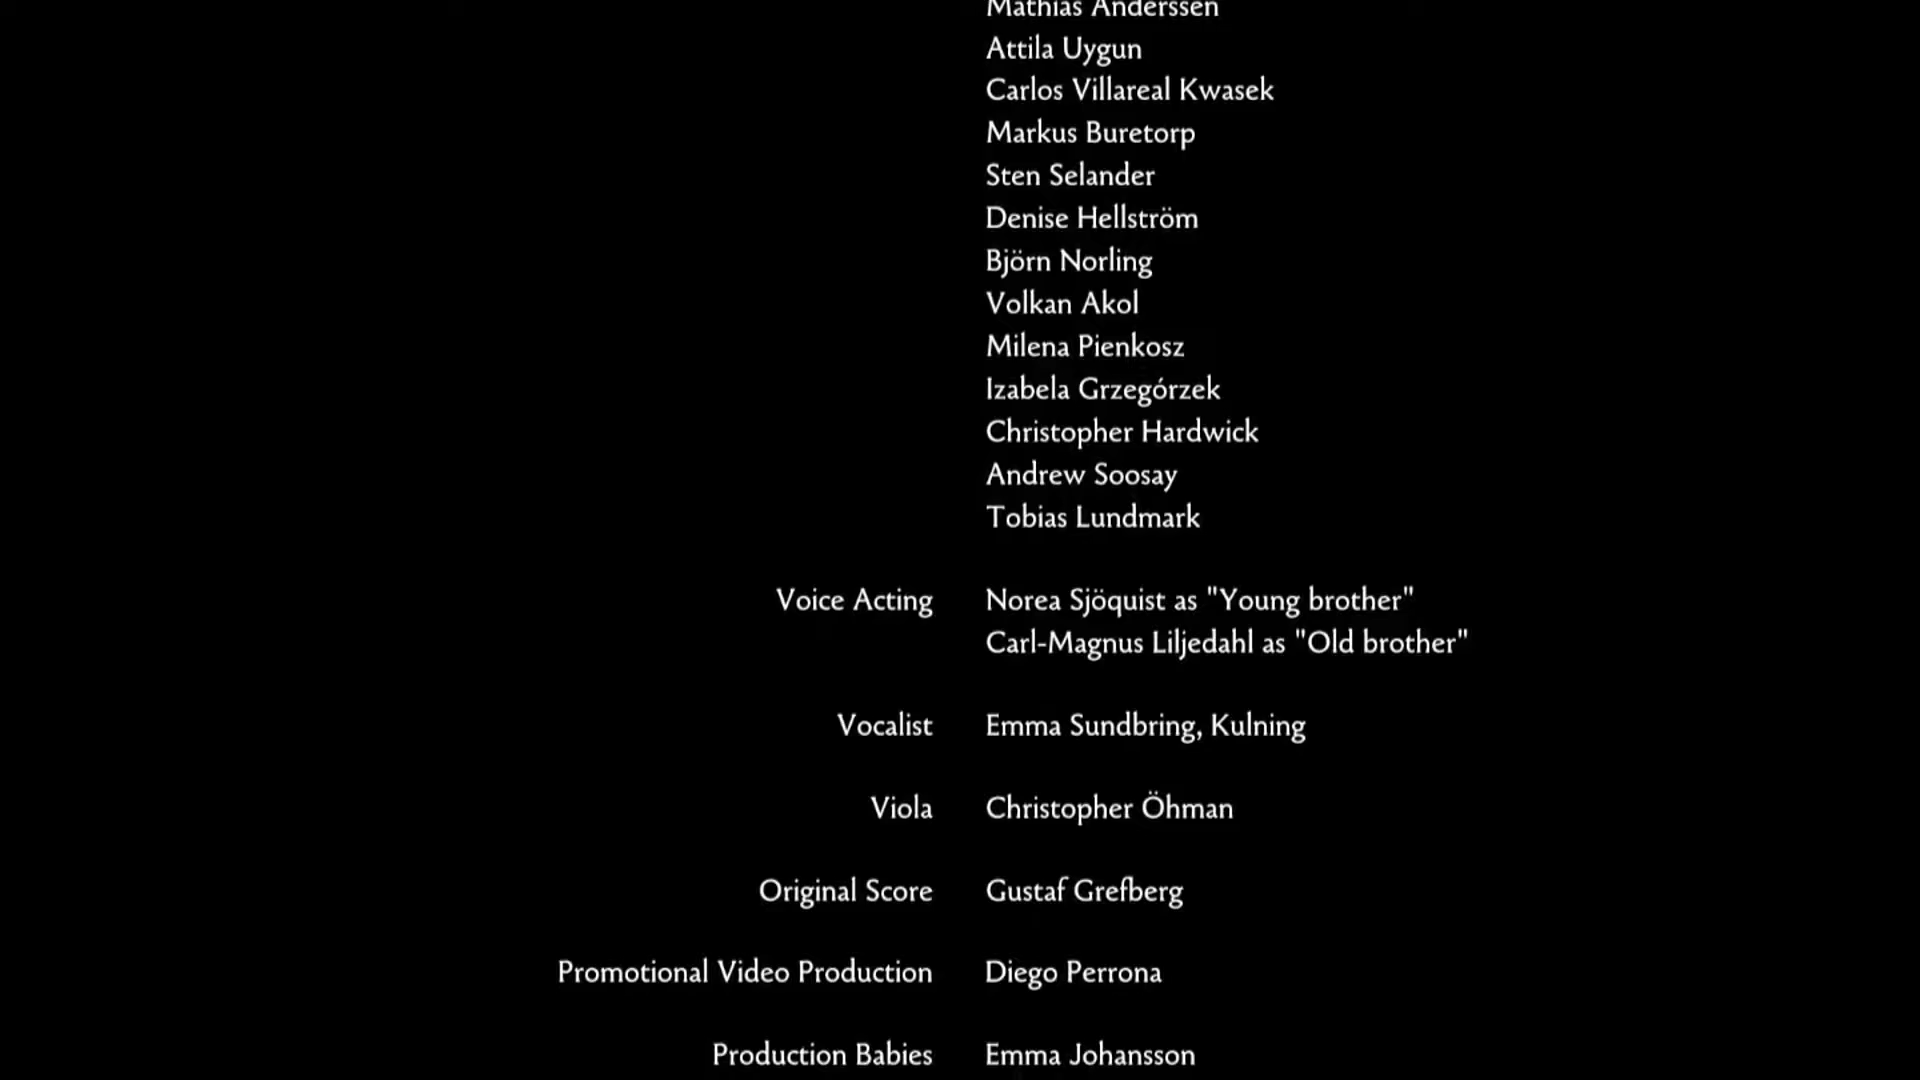 Mathias Anderssen
Attila Uygun
Carlos Villareal Kwasek
Markus Buretorp
Sten Selander
Denise Hellström
Björn Norling
Volkan Akol
Milena Pienkosz
Izabela Grzegórzek
Christopher Hardwick
Andrew Soosay
Tobias Lundmark
Voice Acting Norea Sjöquist as "Young brother"
Carl-Magnus Liljedahl as "Old brother"
Vocalist Emma Sundbring, Kulning
Viola Christopher Öhman
Original Score Gustaf Grefberg
Promotional Video Production Diego Perrona
Production Babies Emma Johansson